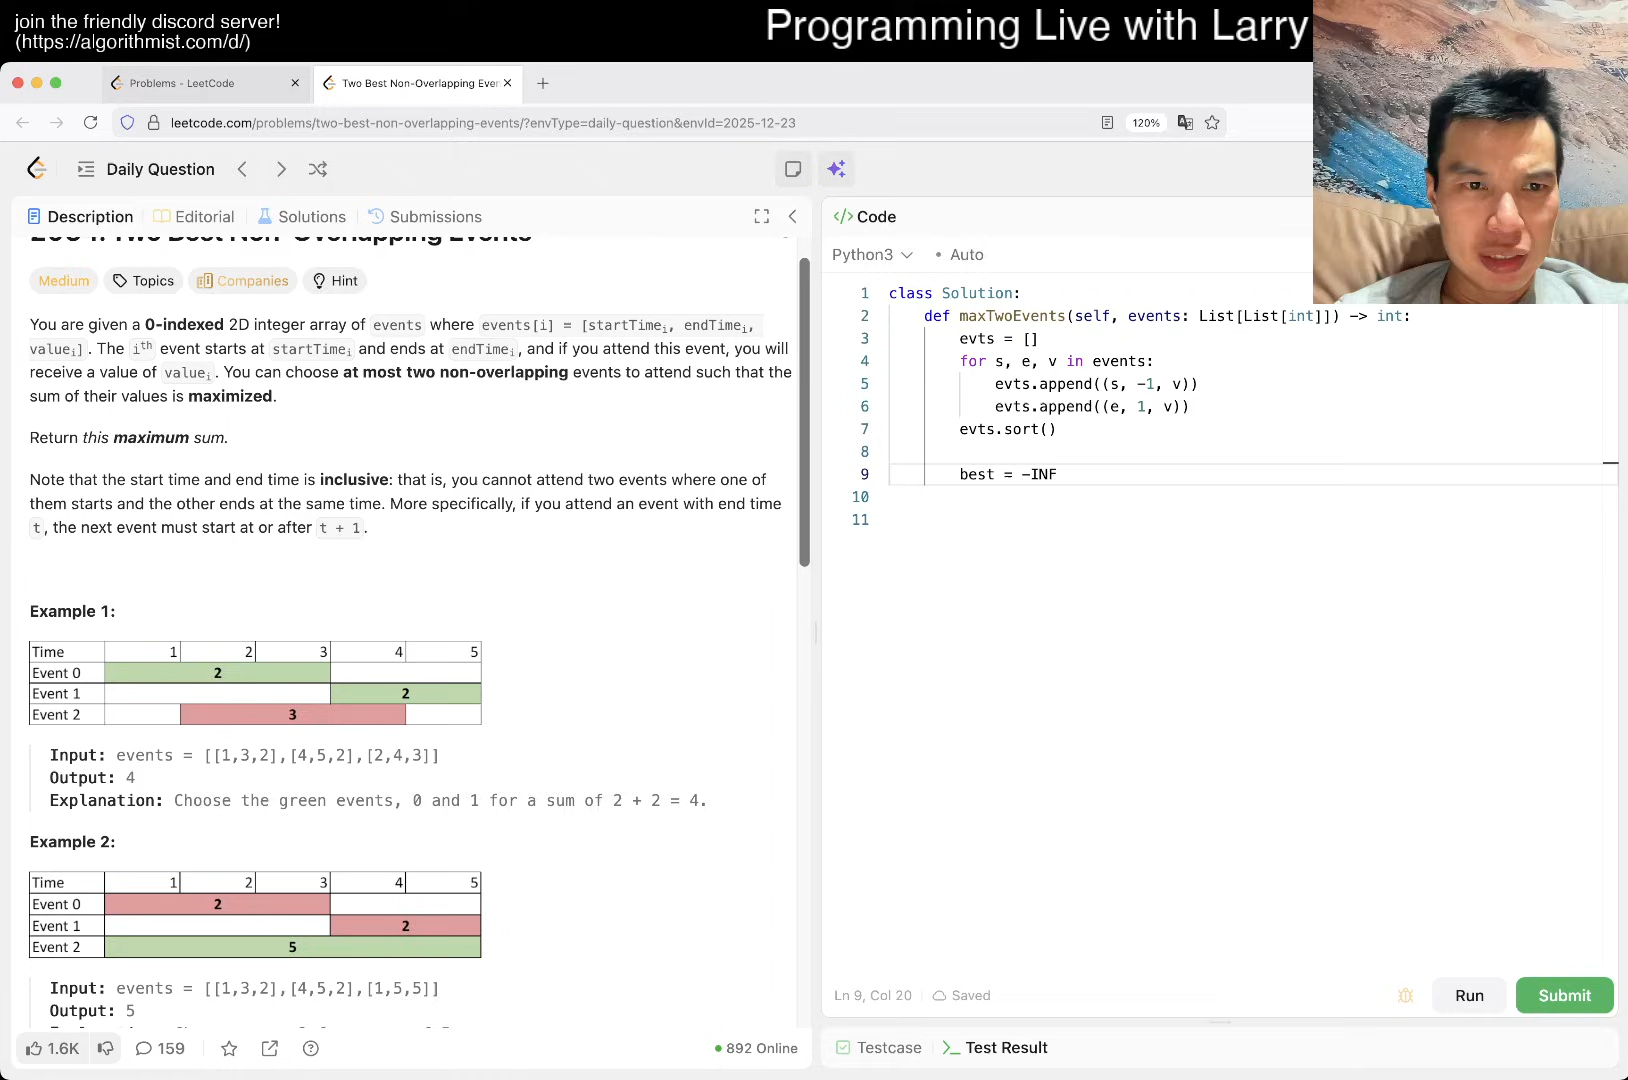 join the friendly discord server!
(https://algorithmist.com/d/)
Programming Live with Larry
Problems - LeetCode
Two Best Non-Overlapping Even
leetcode.com/problems/two-best-non-overlapping-events/?envType=daily-question&envId=2025-12-23
120%
Daily Question
Description
Editorial
Solutions
Submissions
2054. Two Best Non-Overlapping Events
Medium
Topics
Companies
Hint
You are given a 0-indexed 2D integer array of events where events[i] = [startTimei, endTimei,
valuei]. The ith event starts at startTimei and ends at endTimei, and if you attend this event, you will
receive a value of valuei. You can choose at most two non-overlapping events to attend such that the
sum of their values is maximized.
Return this maximum sum.
Note that the start time and end time is inclusive: that is, you cannot attend two events where one of
them starts and the other ends at the same time. More specifically, if you attend an event with end time
t, the next event must start at or after t + 1.
Example 1:
Time 1 2 3 4 5
Event 0 2
Event 1 2
Event 2 3
Input: events = [[1,3,2],[4,5,2],[2,4,3]]
Output: 4
Explanation: Choose the green events, 0 and 1 for a sum of 2 + 2 = 4.
Example 2:
Time 1 2 3 4 5
Event 0 2
Event 1 2
Event 2 5
Input: events = [[1,3,2],[4,5,2],[1,5,5]]
Output: 5
1.6K
159
892 Online
</> Code
Python3
Auto
1 class Solution:
2 def maxTwoEvents(self, events: List[List[int]]) -> int:
3 evts = []
4 for s, e, v in events:
5 evts.append((s, -1, v))
6 evts.append((e, 1, v))
7 evts.sort()
8
9 best = -INF
10
11
Ln 9, Col 20
Saved
Run
Submit
Testcase
Test Result